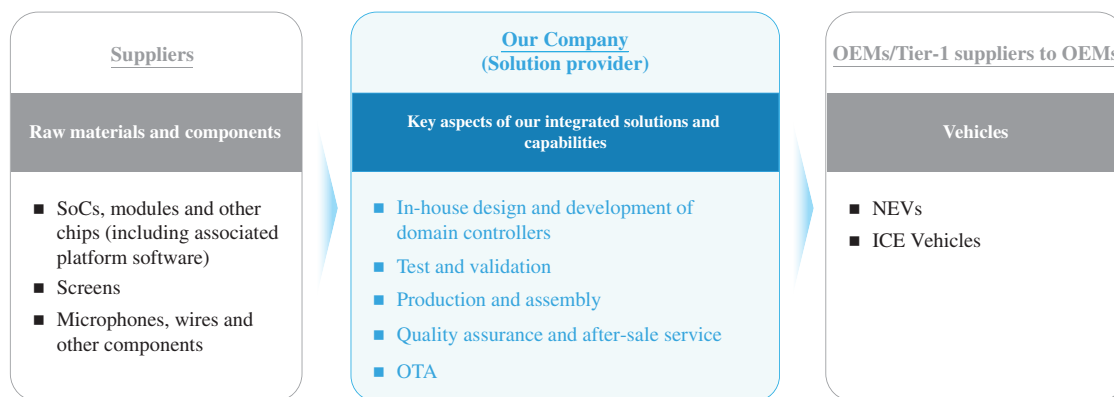 Suppliers
Raw materials and components
■ SoCs, modules and other
chips (including associated
platform software)
■ Screens
■ Microphones, wires and
other components
Our Company
(Solution provider)
Key aspects of our integrated solutions and
capabilities
■ In-house design and development of
domain controllers
■ Test and validation
■ Production and assembly
■ Quality assurance and after-sale service
■ OTA
OEMs/Tier-1 suppliers to OEMs
Vehicles
■ NEVs
■ ICE Vehicles